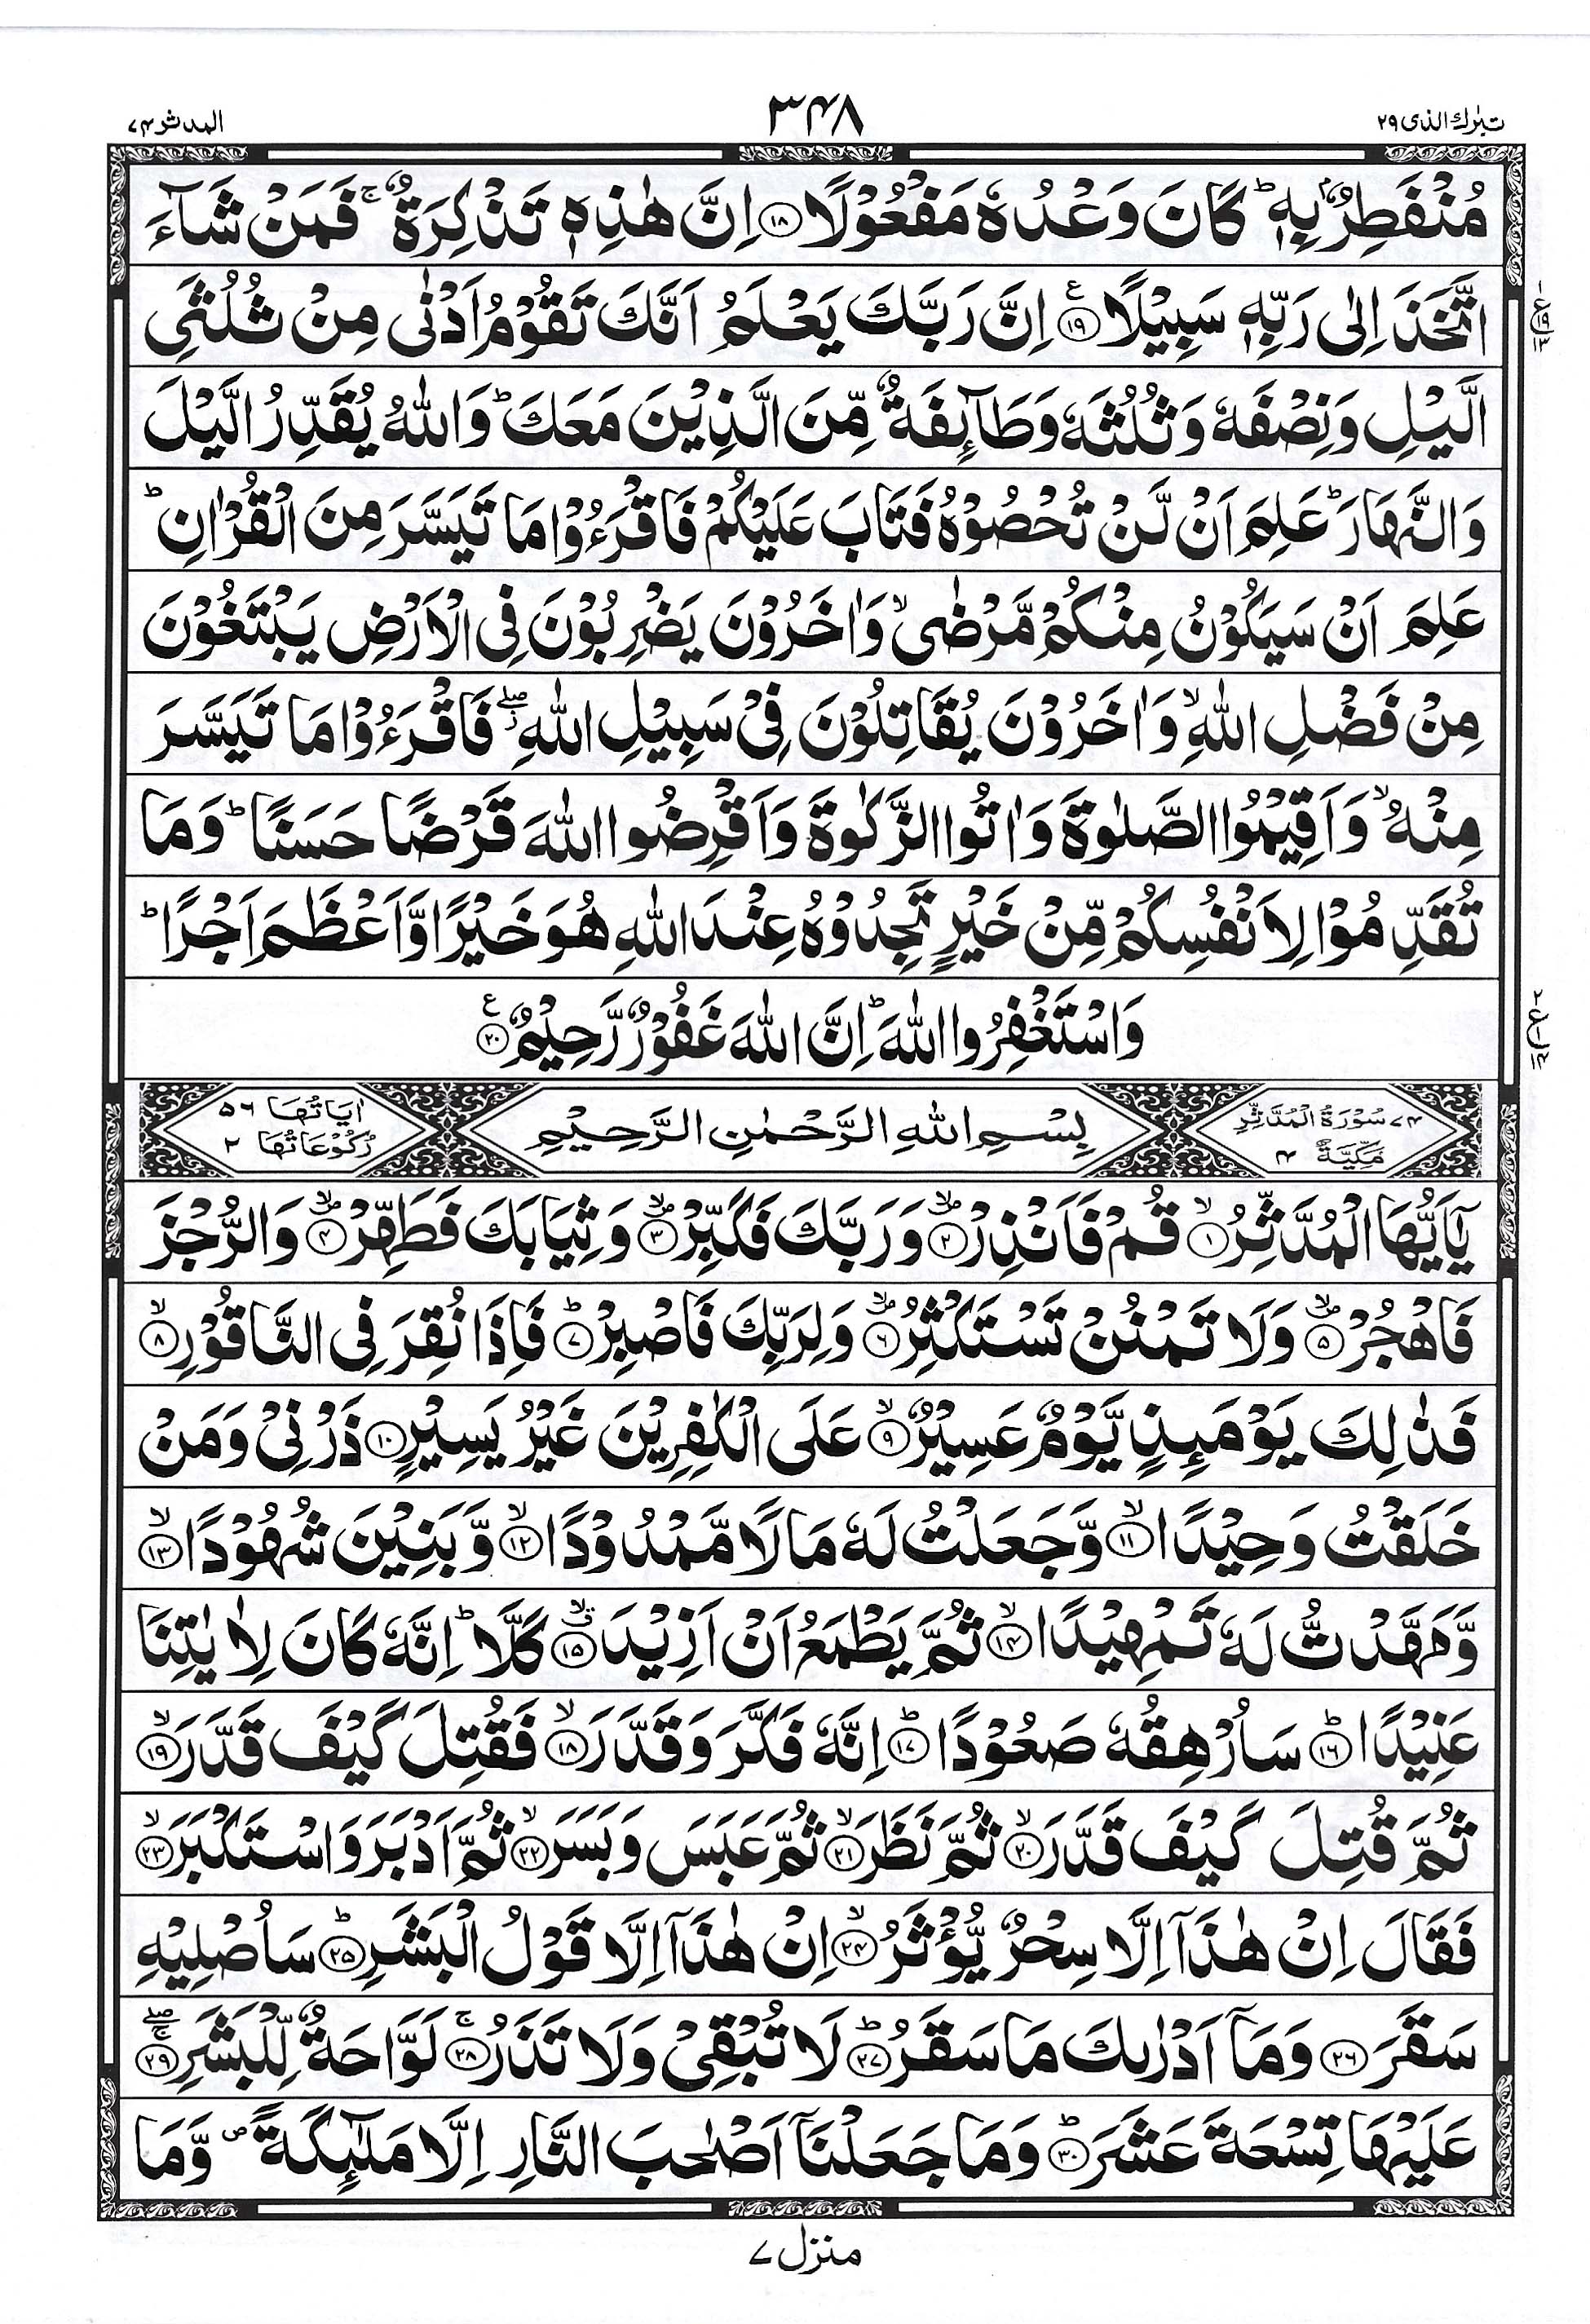 تبٰرك الذی ۲۹
۳۴۸
المدثر ۷۴
مُنْفَطِرٌۢ بِهٖ ؕ كَانَ وَعْدُهٗ مَفْعُوْلًا ۱۸ اِنَّ هٰذِهٖ تَذْكِرَةٌ ۚ فَمَنْ شَآءَ
اتَّخَذَ اِلٰى رَبِّهٖ سَبِيْلًا ۱۹ ع اِنَّ رَبَّكَ يَعْلَمُ اَنَّكَ تَقُوْمُ اَدْنٰى مِنْ ثُلُثَیِ
الَّيْلِ وَنِصْفَهٗ وَثُلُثَهٗ وَطَآئِفَةٌ مِّنَ الَّذِيْنَ مَعَكَ ؕ وَاللّٰهُ يُقَدِّرُ الَّيْلَ
وَالنَّهَارَ ؕ عَلِمَ اَنْ لَّنْ تُحْصُوْهُ فَتَابَ عَلَيْكُمْ فَاقْرَءُوْا مَا تَيَسَّرَ مِنَ الْقُرْاٰنِ ؕ
عَلِمَ اَنْ سَيَكُوْنُ مِنْكُمْ مَّرْضٰى ۙ وَاٰخَرُوْنَ يَضْرِبُوْنَ فِی الْاَرْضِ يَبْتَغُوْنَ
مِنْ فَضْلِ اللّٰهِ ۙ وَاٰخَرُوْنَ يُقَاتِلُوْنَ فِیْ سَبِيْلِ اللّٰهِ ۖ ز فَاقْرَءُوْا مَا تَيَسَّرَ
مِنْهُ ۙ وَاَقِيْمُوا الصَّلٰوةَ وَاٰتُوا الزَّكٰوةَ وَاَقْرِضُوا اللّٰهَ قَرْضًا حَسَنًا ؕ وَمَا
تُقَدِّمُوْا لِاَنْفُسِكُمْ مِّنْ خَيْرٍ تَجِدُوْهُ عِنْدَ اللّٰهِ هُوَ خَيْرًا وَّاَعْظَمَ اَجْرًا ؕ
وَاسْتَغْفِرُوا اللّٰهَ ؕ اِنَّ اللّٰهَ غَفُوْرٌ رَّحِيْمٌ ۲۰ ع
۷۴ سُوْرَةُ الْمُدَّثِّرِ مَكِّيَّةٌ ۴
بِسْمِ اللّٰهِ الرَّحْمٰنِ الرَّحِيْمِ
اٰيَاتُهَا ۵۶ رُكُوْعَاتُهَا ۲
يٰۤاَيُّهَا الْمُدَّثِّرُ ۱ۙ قُمْ فَاَنْذِرْ ۲ۙ وَرَبَّكَ فَكَبِّرْ ۳ۙ وَثِيَابَكَ فَطَهِّرْ ۴ۙ وَالرُّجْزَ
فَاهْجُرْ ۵ۙ وَلَا تَمْنُنْ تَسْتَكْثِرُ ۶ۙ وَلِرَبِّكَ فَاصْبِرْ ۷ؕ فَاِذَا نُقِرَ فِی النَّاقُوْرِ ۸ۙ
فَذٰلِكَ يَوْمَئِذٍ يَّوْمٌ عَسِيْرٌ ۹ۙ عَلَى الْكٰفِرِيْنَ غَيْرُ يَسِيْرٍ ۱۰ ذَرْنِیْ وَمَنْ
خَلَقْتُ وَحِيْدًا ۱۱ۙ وَّجَعَلْتُ لَهٗ مَالًا مَّمْدُوْدًا ۱۲ۙ وَّبَنِيْنَ شُهُوْدًا ۱۳ۙ
وَّمَهَّدْتُّ لَهٗ تَمْهِيْدًا ۱۴ۙ ثُمَّ يَطْمَعُ اَنْ اَزِيْدَ ۱۵ۙ ق كَلَّا ؕ اِنَّهٗ كَانَ لِاٰيٰتِنَا
عَنِيْدًا ۱۶ؕ سَاُرْهِقُهٗ صَعُوْدًا ۱۷ؕ اِنَّهٗ فَكَّرَ وَقَدَّرَ ۱۸ۙ فَقُتِلَ كَيْفَ قَدَّرَ ۱۹ۙ
ثُمَّ قُتِلَ كَيْفَ قَدَّرَ ۲۰ۙ ثُمَّ نَظَرَ ۲۱ۙ ثُمَّ عَبَسَ وَبَسَرَ ۲۲ۙ ثُمَّ اَدْبَرَ وَاسْتَكْبَرَ ۲۳ۙ
فَقَالَ اِنْ هٰذَاۤ اِلَّا سِحْرٌ يُّؤْثَرُ ۲۴ۙ اِنْ هٰذَاۤ اِلَّا قَوْلُ الْبَشَرِ ۲۵ؕ سَاُصْلِيْهِ
سَقَرَ ۲۶ وَمَاۤ اَدْرٰىكَ مَا سَقَرُ ۲۷ؕ لَا تُبْقِیْ وَلَا تَذَرُ ۲۸ۚ لَوَّاحَةٌ لِّلْبَشَرِ ۲۹ۚۖ
عَلَيْهَا تِسْعَةَ عَشَرَ ۳۰ؕ وَمَا جَعَلْنَاۤ اَصْحٰبَ النَّارِ اِلَّا مَلٰٓئِكَةً ص وَّمَا
منزل ۷